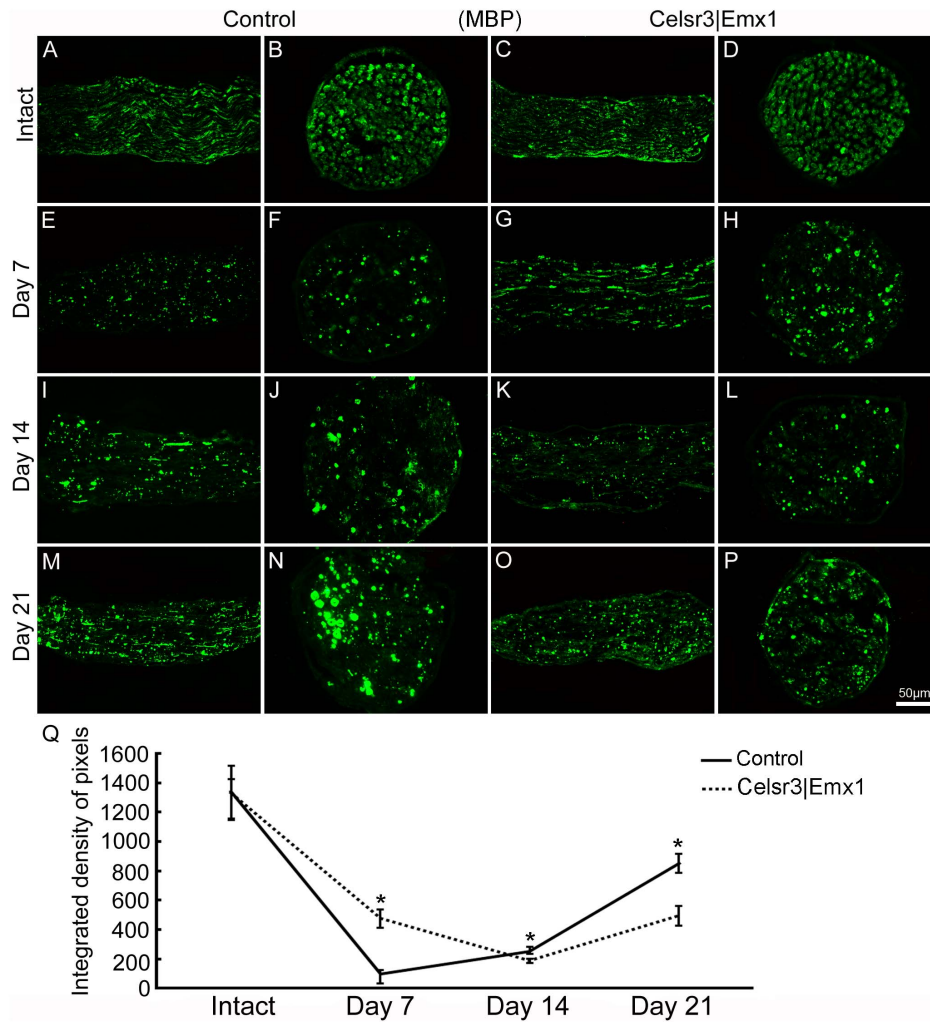 Control (MBP) Celsr3|Emx1
A B C D
Intact
E F G H
Day 7
I J K L
Day 14
M N O P
Day 21
50µm
Q
Integrated density of pixels
1600
1400
1200
1000
800
600
400
200
0
Control
Celsr3|Emx1
*
*
*
Intact Day 7 Day 14 Day 21